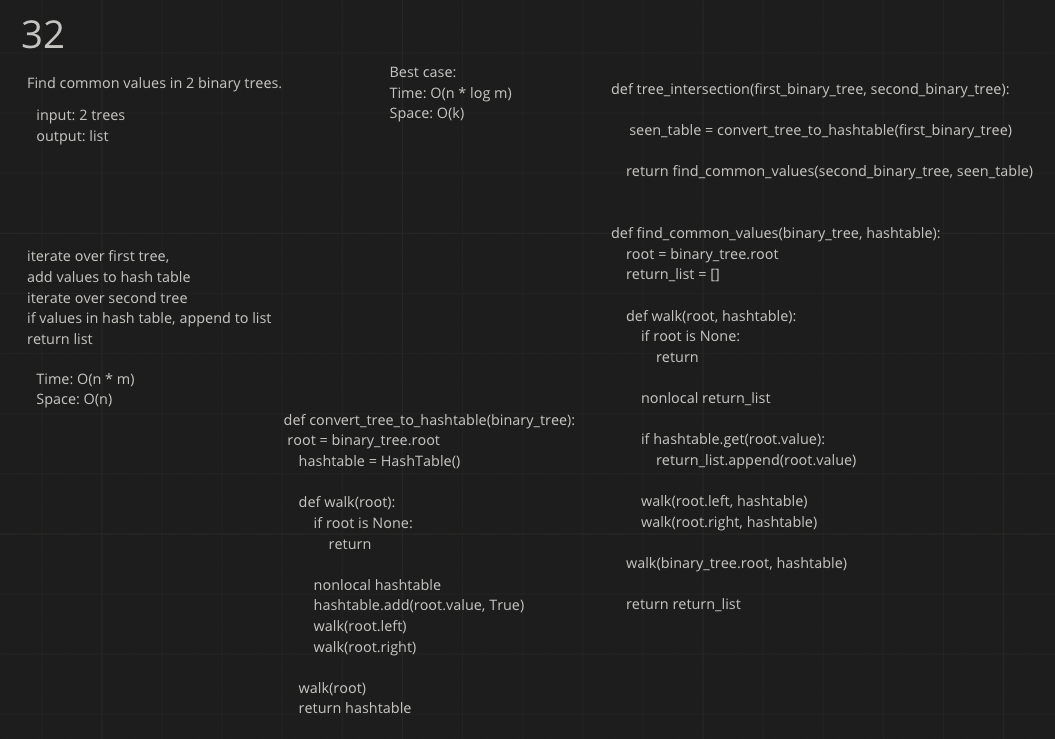 32
Find common values in 2 binary trees.
input: 2 trees
output: list
iterate over first tree,
add values to hash table
iterate over second tree
if values in hash table, append to list
return list
Time: O(n * m)
Space: O(n)
Best case:
Time: O(n * log m)
Space: O(k)
def convert_tree_to_hashtable(binary_tree):
root = binary_tree.root
hashtable = HashTable()
def walk(root):
if root is None:
return
nonlocal hashtable
hashtable.add(root.value, True)
walk(root.left)
walk(root.right)
walk(root)
return hashtable
def tree_intersection(first_binary_tree, second_binary_tree):
seen_table = convert_tree_to_hashtable(first_binary_tree)
return find_common_values(second_binary_tree, seen_table)
def find_common_values(binary_tree, hashtable):
root = binary_tree.root
return_list = []
def walk(root, hashtable):
if root is None:
return
nonlocal return_list
if hashtable.get(root.value):
return_list.append(root.value)
walk(root.left, hashtable)
walk(root.right, hashtable)
walk(binary_tree.root, hashtable)
return return_list